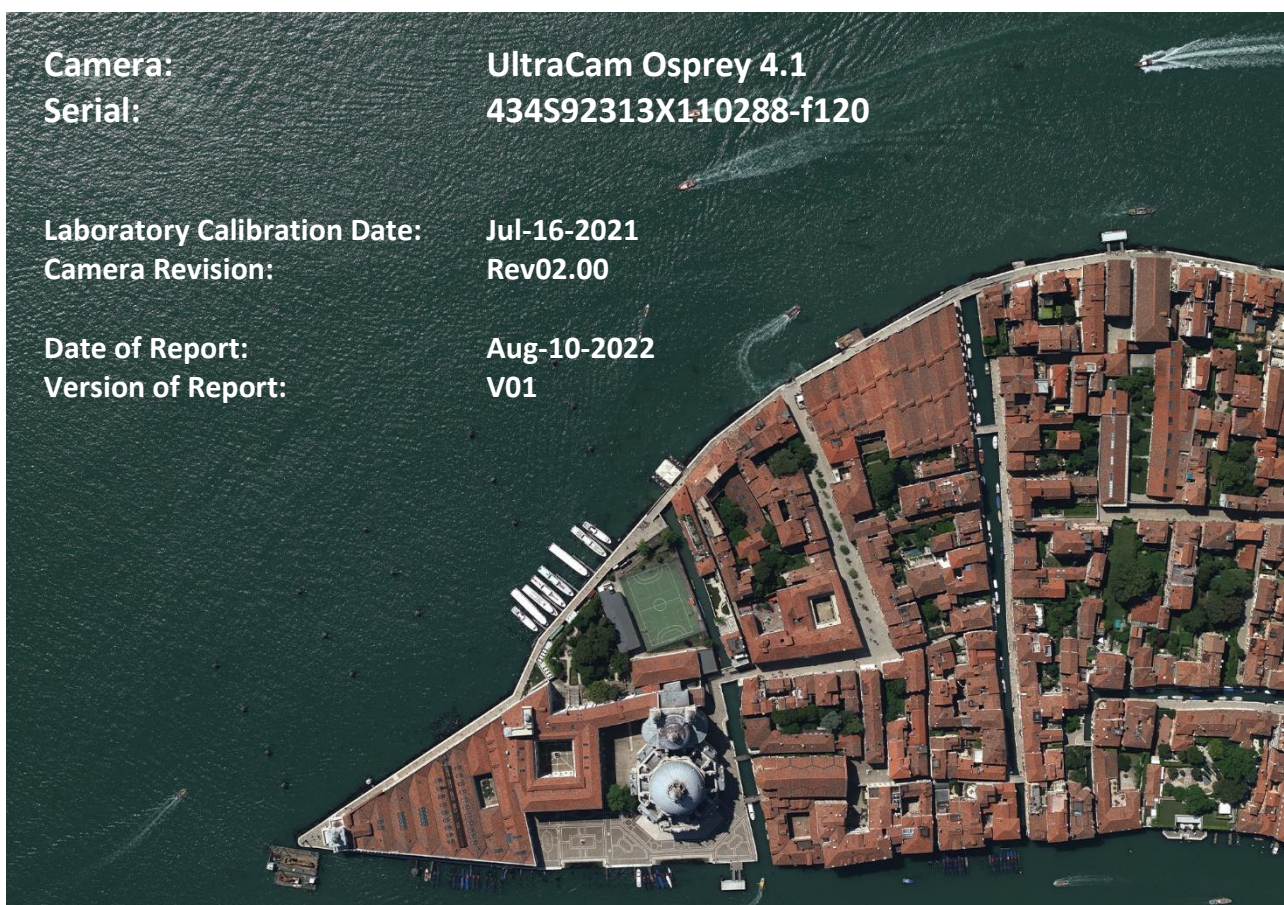 Camera: UltraCam Osprey 4.1
Serial: 434S92313X110288-f120
Laboratory Calibration Date: Jul-16-2021
Camera Revision: Rev02.00
Date of Report: Aug-10-2022
Version of Report: V01